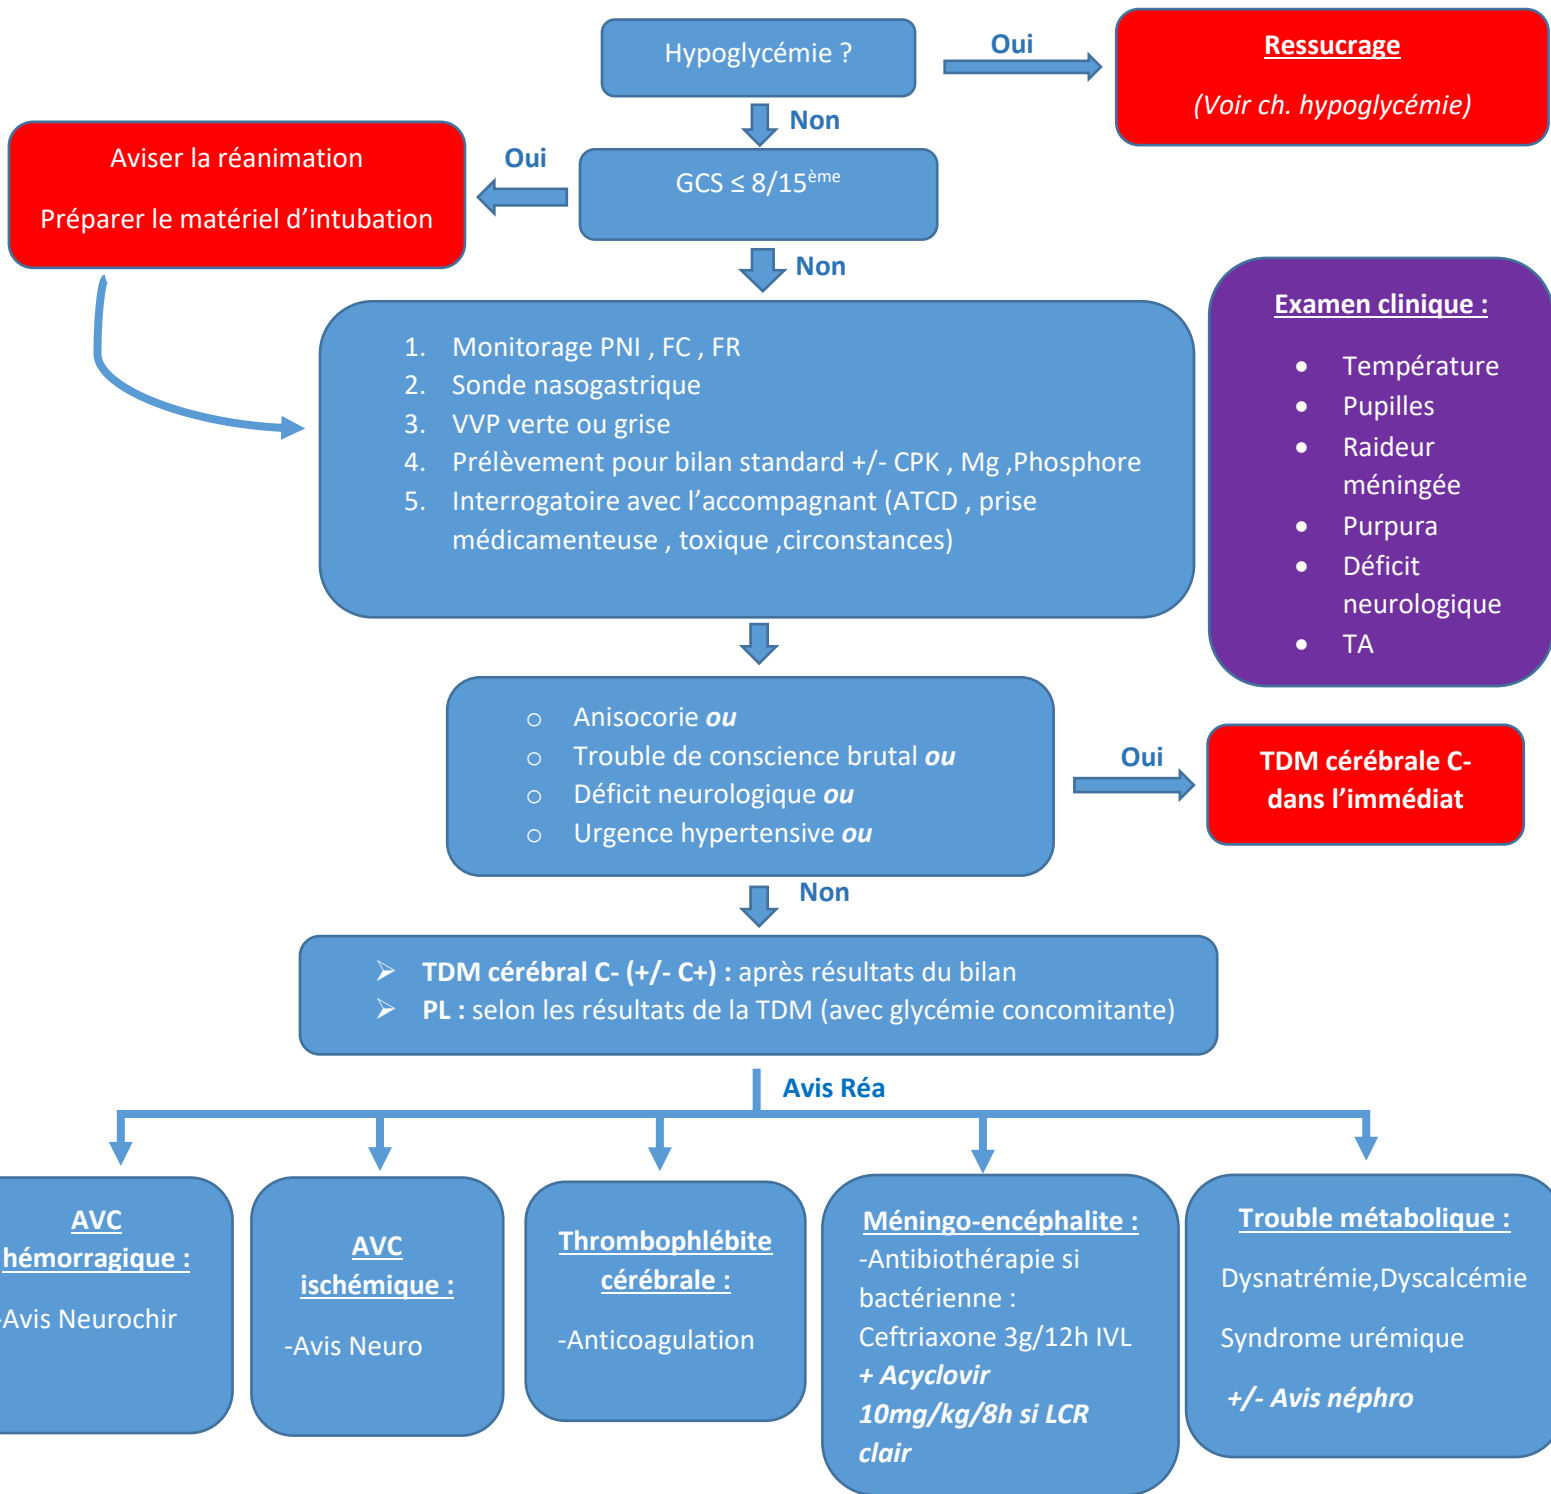 Hypoglycémie ?
Oui
Ressucrage
(Voir ch. hypoglycémie)
Non
Aviser la réanimation
Préparer le matériel d’intubation
Oui
GCS ≤ 8/15ème
Non
1. Monitorage PNI , FC , FR
2. Sonde nasogastrique
3. VVP verte ou grise
4. Prélèvement pour bilan standard +/- CPK , Mg ,Phosphore
5. Interrogatoire avec l’accompagnant (ATCD , prise
médicamenteuse , toxique ,circonstances)
Examen clinique :
• Température
• Pupilles
• Raideur
méningée
• Purpura
• Déficit
neurologique
• TA
o Anisocorie ou
o Trouble de conscience brutal ou
o Déficit neurologique ou
o Urgence hypertensive ou
Oui
TDM cérébrale C-
dans l’immédiat
Non
➢ TDM cérébral C- (+/- C+) : après résultats du bilan
➢ PL : selon les résultats de la TDM (avec glycémie concomitante)
Avis Réa
AVC
hémorragique :
-Avis Neurochir
AVC
ischémique :
-Avis Neuro
Thrombophlébite
cérébrale :
-Anticoagulation
Méningo-encéphalite :
-Antibiothérapie si
bactérienne :
Ceftriaxone 3g/12h IVL
+ Acyclovir
10mg/kg/8h si LCR
clair
Trouble métabolique :
Dysnatrémie,Dyscalcémie
Syndrome urémique
+/- Avis néphro